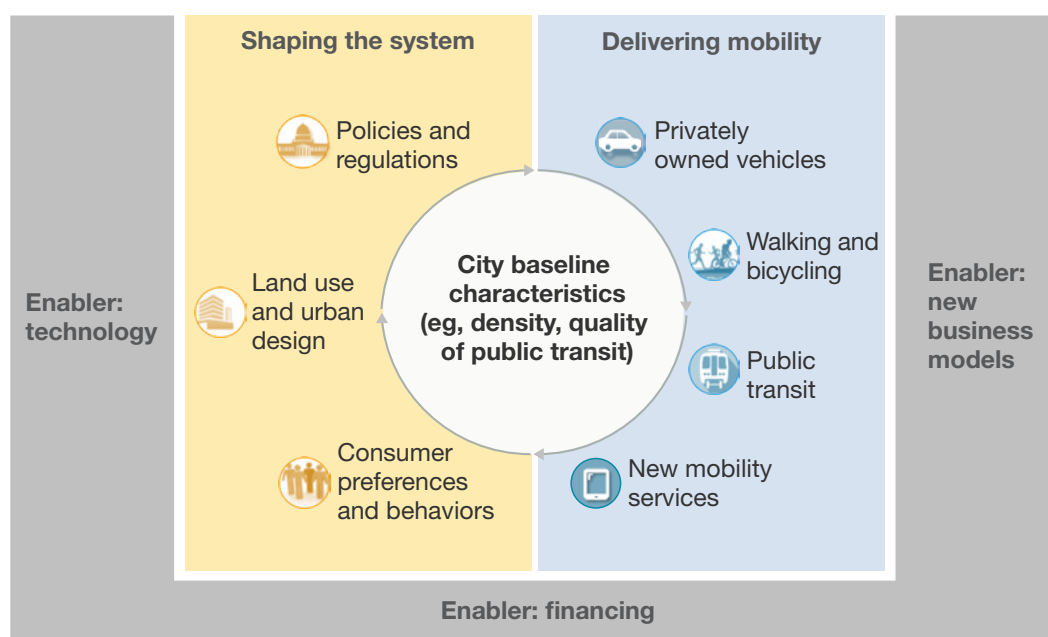 Shaping the system
Policies and
regulations
Land use
and urban
design
Consumer
preferences
and behaviors
Delivering mobility
Privately
owned vehicles
Walking and
bicycling
Public
transit
New mobility
services
City baseline
characteristics
(eg, density, quality
of public transit)
Enabler:
technology
Enabler:
new
business
models
Enabler: financing